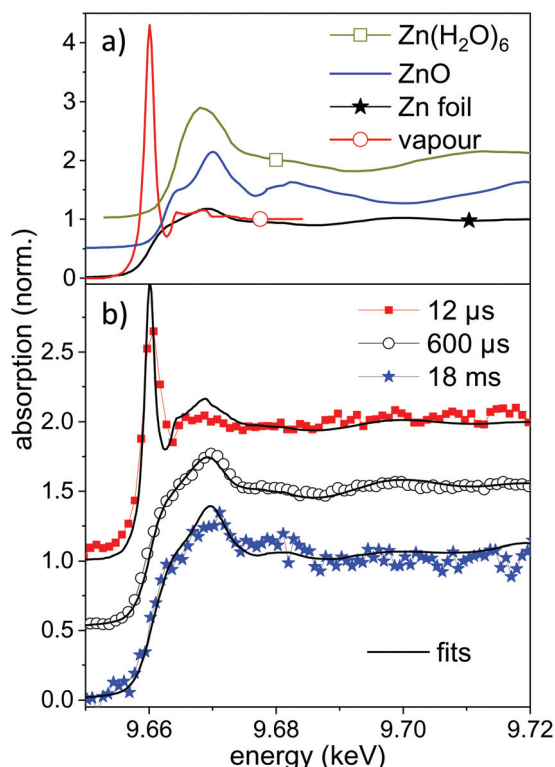 a)
Zn(H₂O)₆
ZnO
Zn foil
vapour
4
3
2
1
0
absorption (norm.)
b)
12 µs
600 µs
18 ms
fits
2.5
2.0
1.5
1.0
0.5
0.0
9.66 9.68 9.70 9.72
energy (keV)